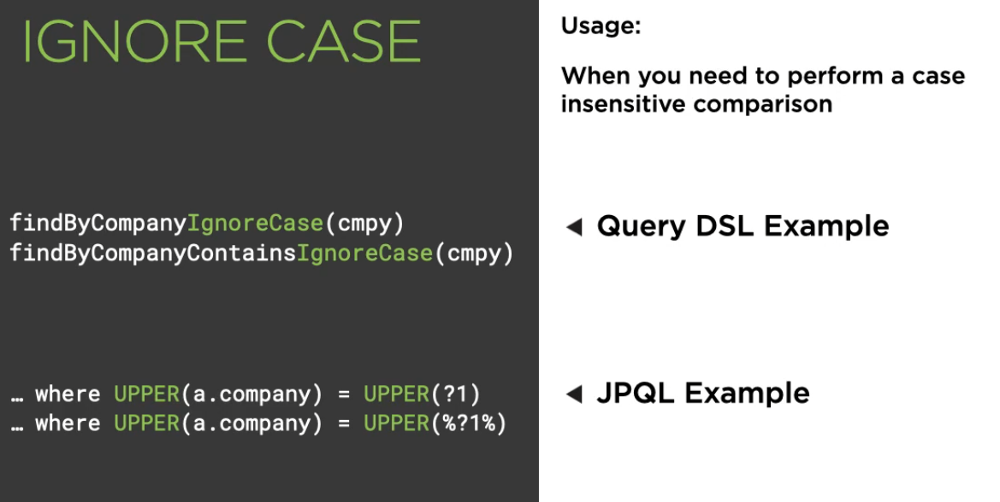 IGNORE CASE
findByCompanyIgnoreCase(cmpy)
findByCompanyContainsIgnoreCase(cmpy)
… where UPPER(a.company) = UPPER(?1)
… where UPPER(a.company) = UPPER(%?1%)
Usage:
When you need to perform a case
insensitive comparison
◄ Query DSL Example
◄ JPQL Example